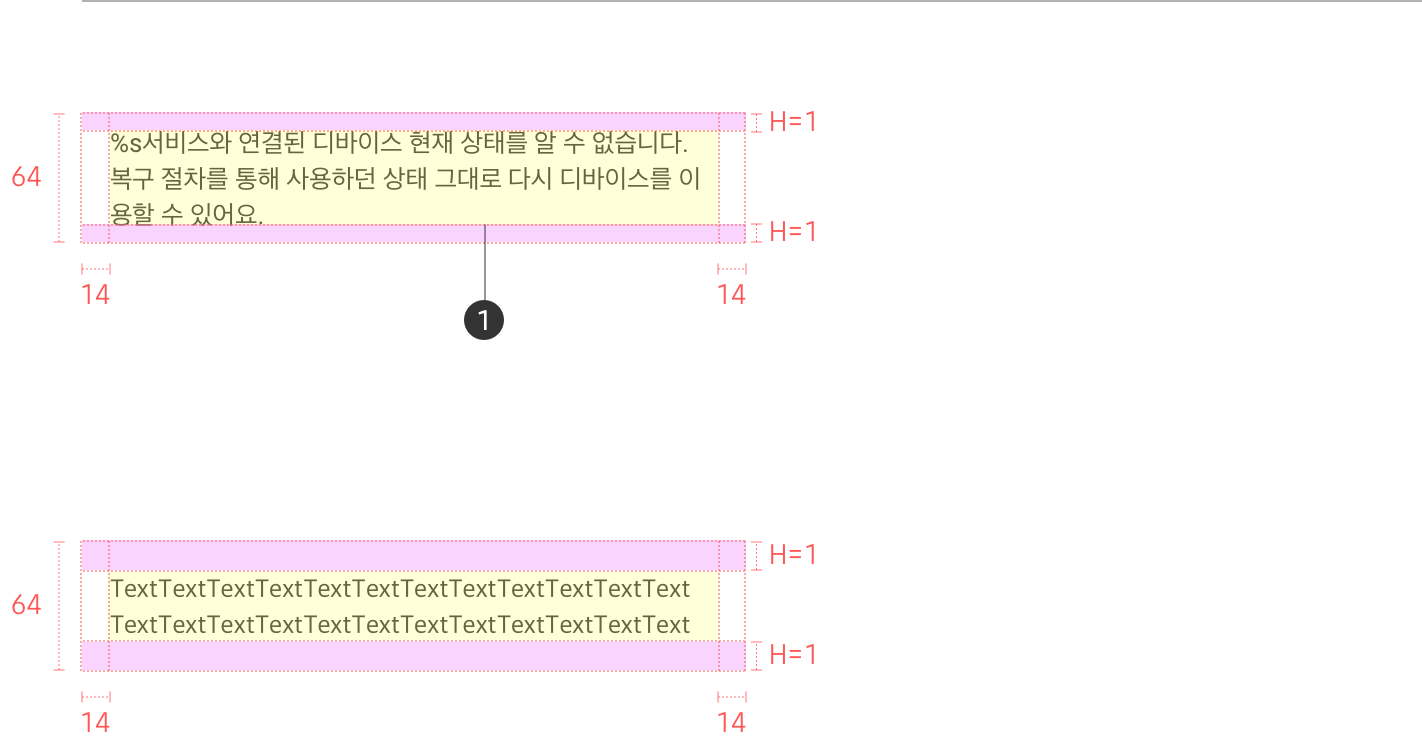 H=1
%s서비스와 연결된 디바이스 현재 상태를 알 수 없습니다.
64
복구 절차를 통해 사용하던 상태 그대로 다시 디바이스를 이
용할 수 있어요.
H=1
14
14
1
H=1
TextTextTextTextTextTextTextTextTextTextTextText
64
TextTextTextTextTextTextTextTextTextTextTextText
H=1
14
14